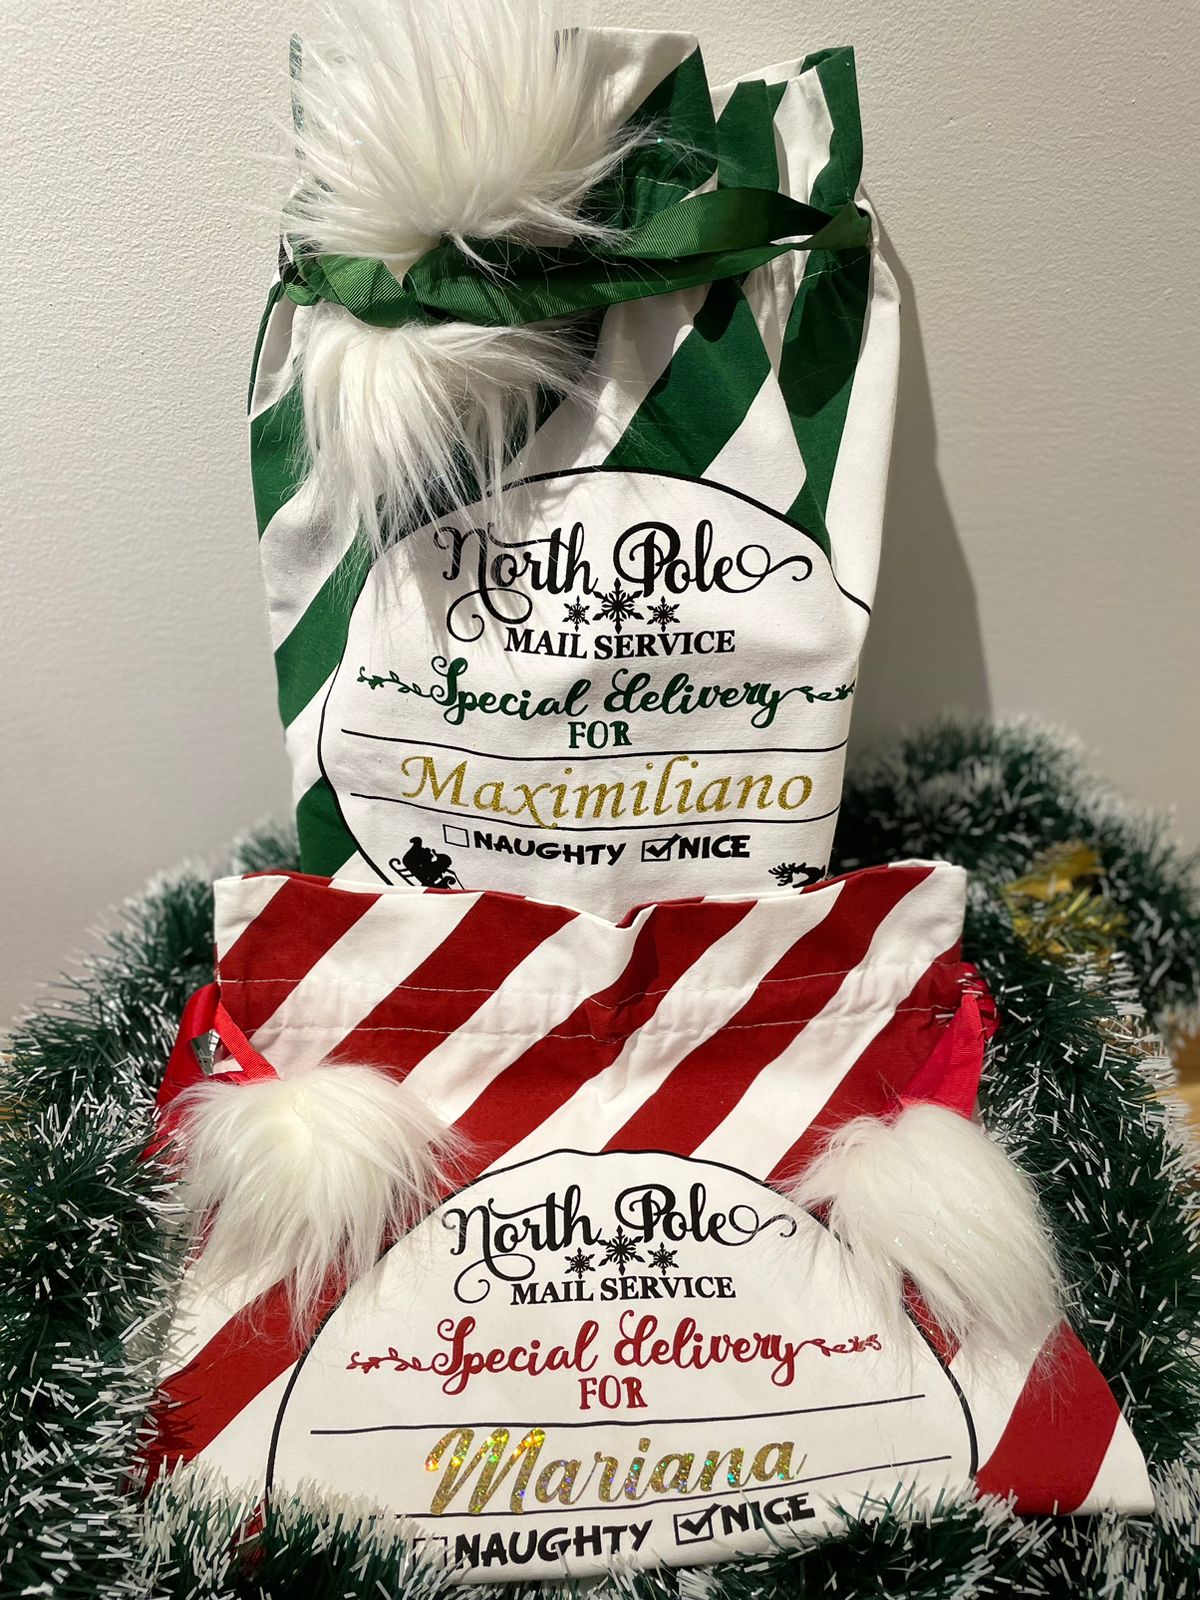 North Pole
MAIL SERVICE
Special delivery
FOR
Maximiliano
NAUGHTY NICE
North Pole
MAIL SERVICE
Special delivery
FOR
Mariana
NAUGHTY NICE